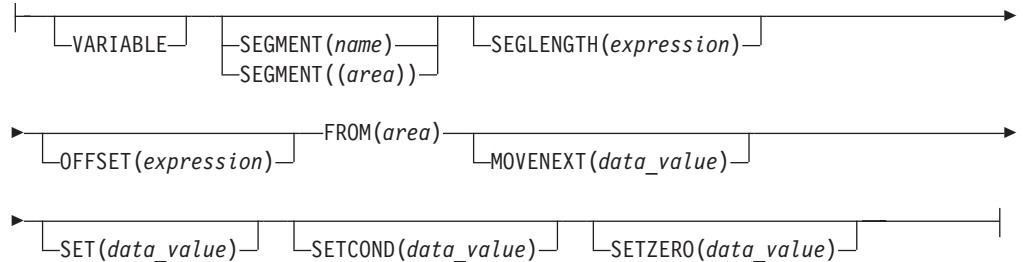 VARIABLE SEGMENT(name) SEGLENGTH(expression)
SEGMENT((area))
FROM(area)
OFFSET(expression) MOVENEXT(data_value)
SET(data_value) SETCOND(data_value) SETZERO(data_value)